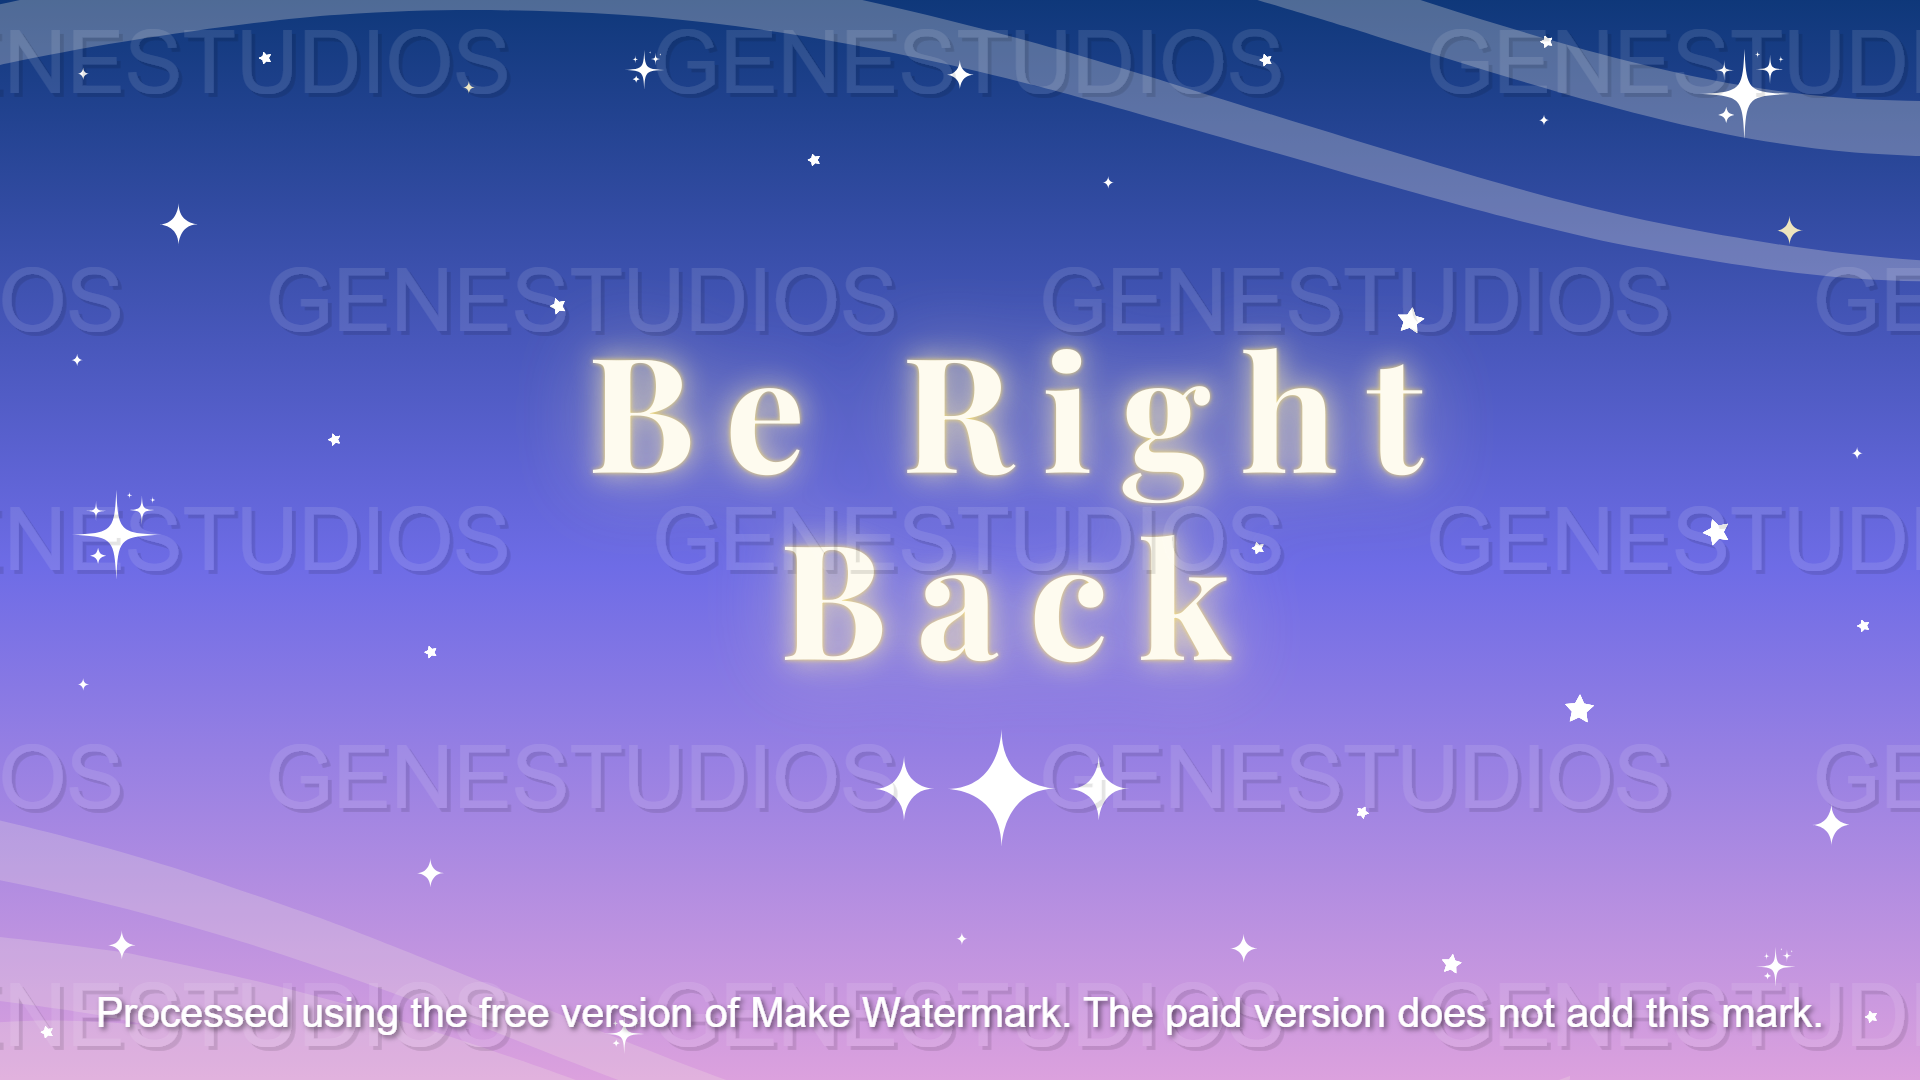 NESTUDIOS GENESTUDIOS GENESTUD
OS GENESTUDIOS GENESTUDIOS GE
Be Right
NESTUDIOS GENESTUDIOS GENESTUD
Back
OS GENESTUDIOS GENESTUDIOS GE
NESTUDIOS GENESTUDIOS GENESTUD
Processed using the free version of Make Watermark. The paid version does not add this mark.